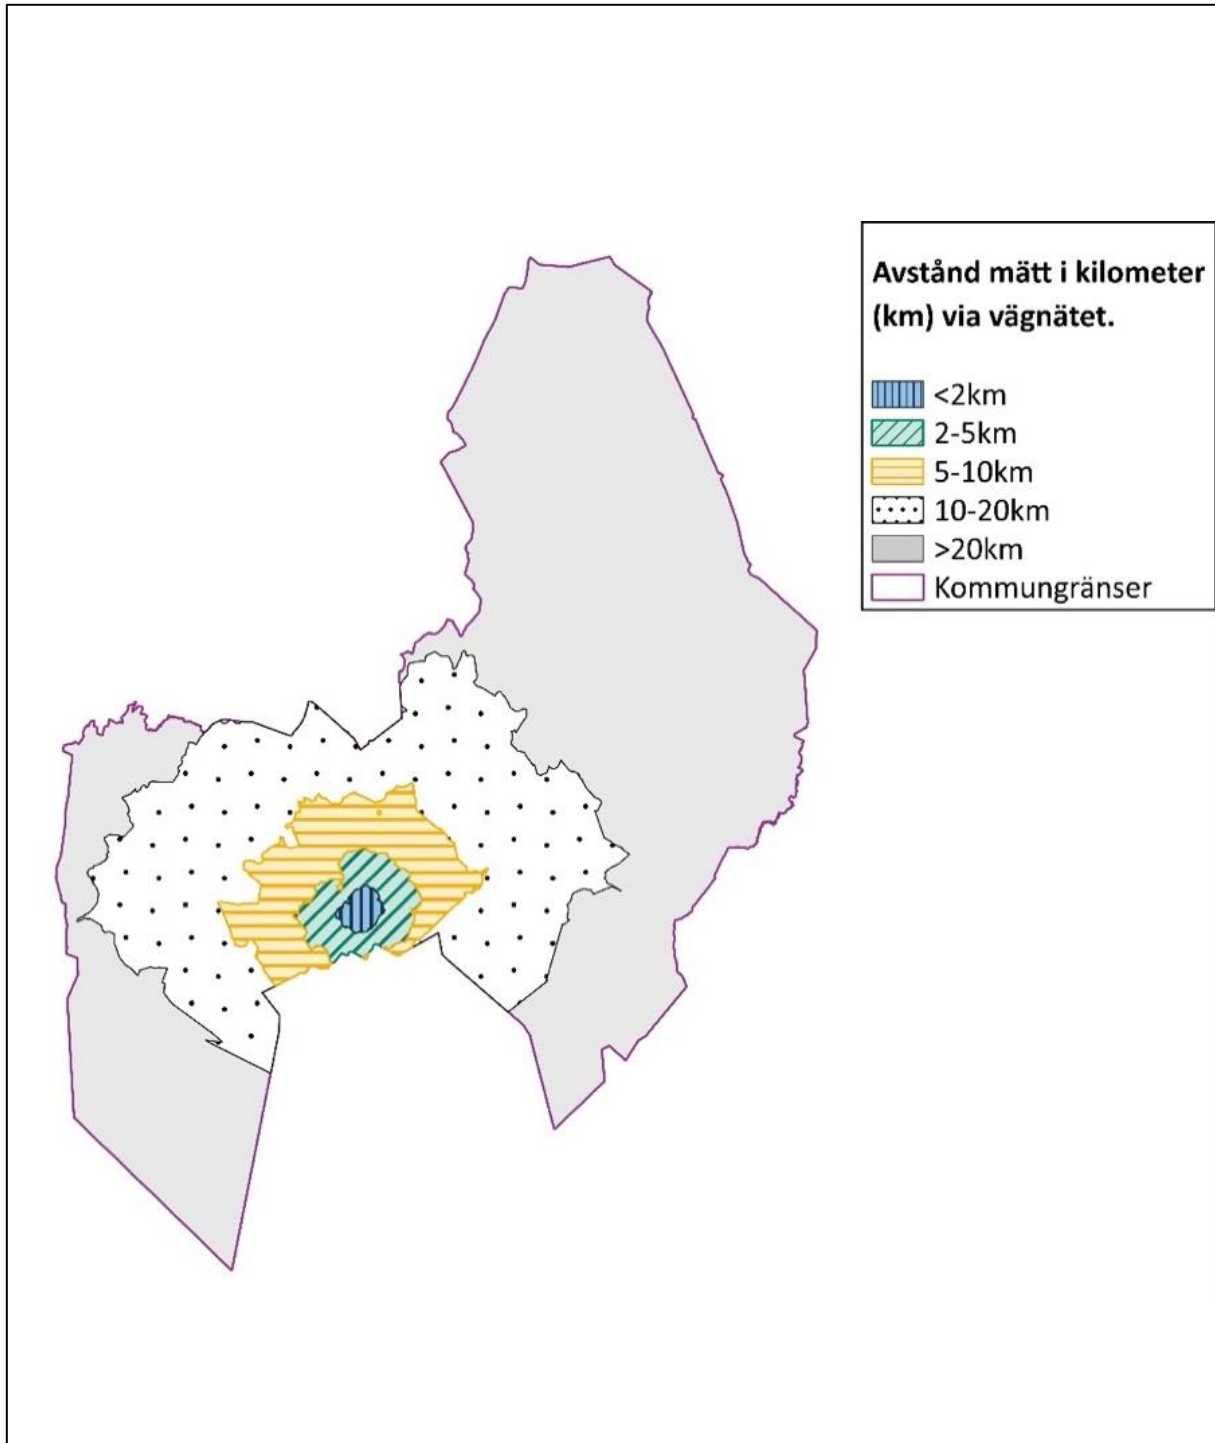 Avstånd mätt i kilometer
(km) via vägnätet.
<2km
2-5km
5-10km
10-20km
>20km
Kommungränser